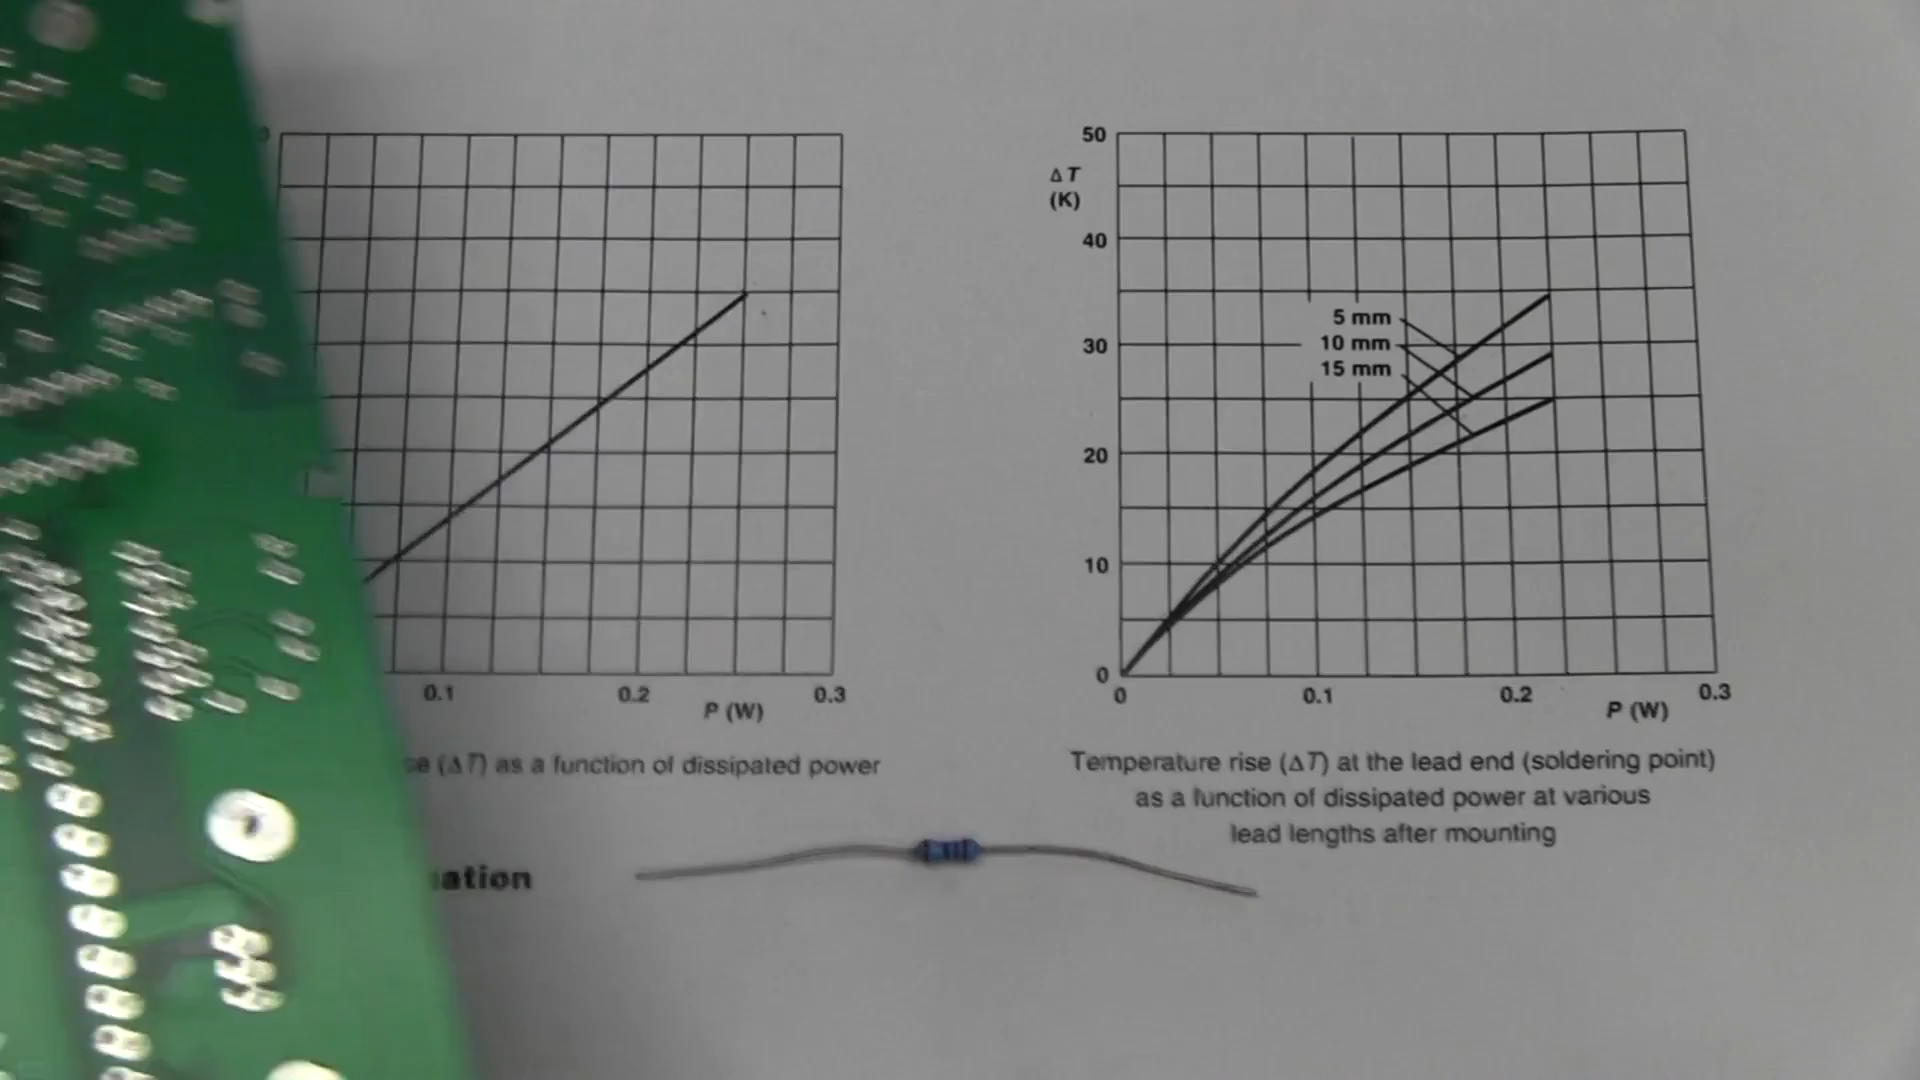 0.1
0.2
0.3
P (W)
(ΔT) as a function of dissipated power
50
ΔT
(K)
40
30
20
10
0
5 mm
10 mm
15 mm
0
0.1
0.2
0.3
P (W)
Temperature rise (ΔT) at the lead end (soldering point)
as a function of dissipated power at various
lead lengths after mounting